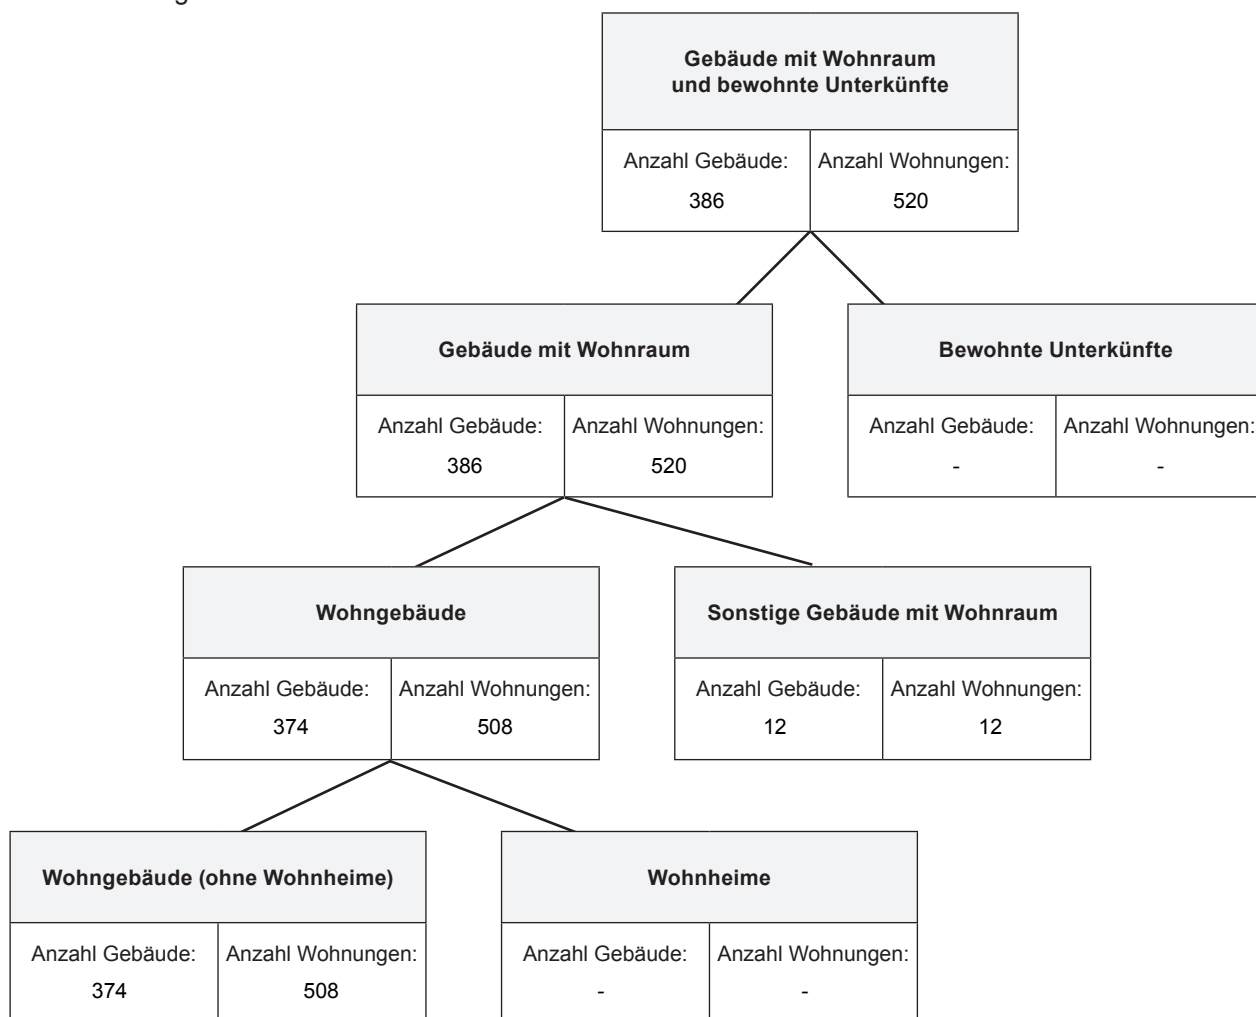 Gebäude mit Wohnraum
und bewohnte Unterkünfte
Anzahl Gebäude: Anzahl Wohnungen:
386 520
Gebäude mit Wohnraum
Bewohnte Unterkünfte
Anzahl Gebäude: Anzahl Wohnungen:
386 520
Anzahl Gebäude: Anzahl Wohnungen:
- -
Wohngebäude
Sonstige Gebäude mit Wohnraum
Anzahl Gebäude: Anzahl Wohnungen:
374 508
Anzahl Gebäude: Anzahl Wohnungen:
12 12
Wohngebäude (ohne Wohnheime)
Wohnheime
Anzahl Gebäude: Anzahl Wohnungen:
374 508
Anzahl Gebäude: Anzahl Wohnungen:
- -